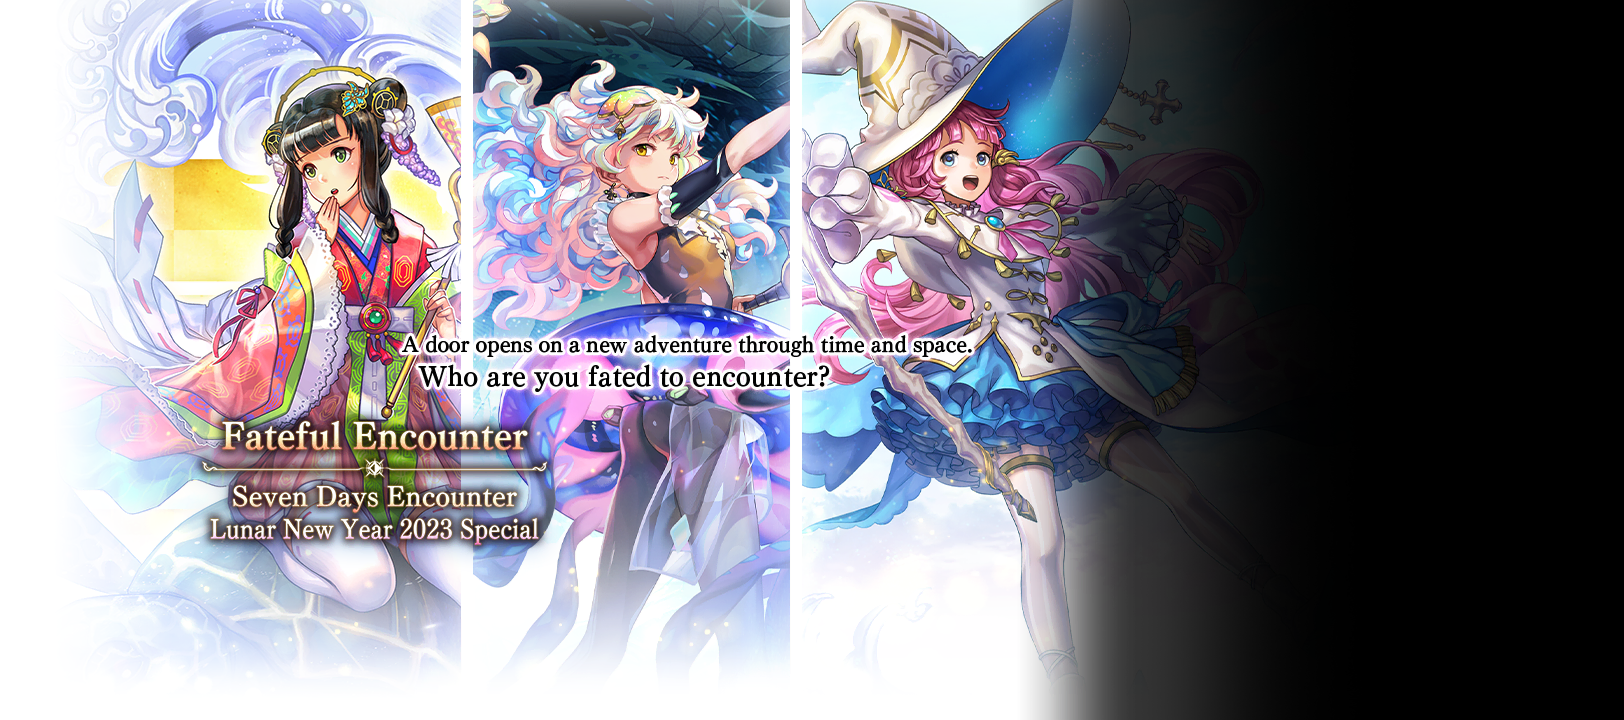 A door opens on a new adventure through time and space.
Who are you fated to encounter?
Fateful Encounter
Seven Days Encounter
Lunar New Year 2023 Special